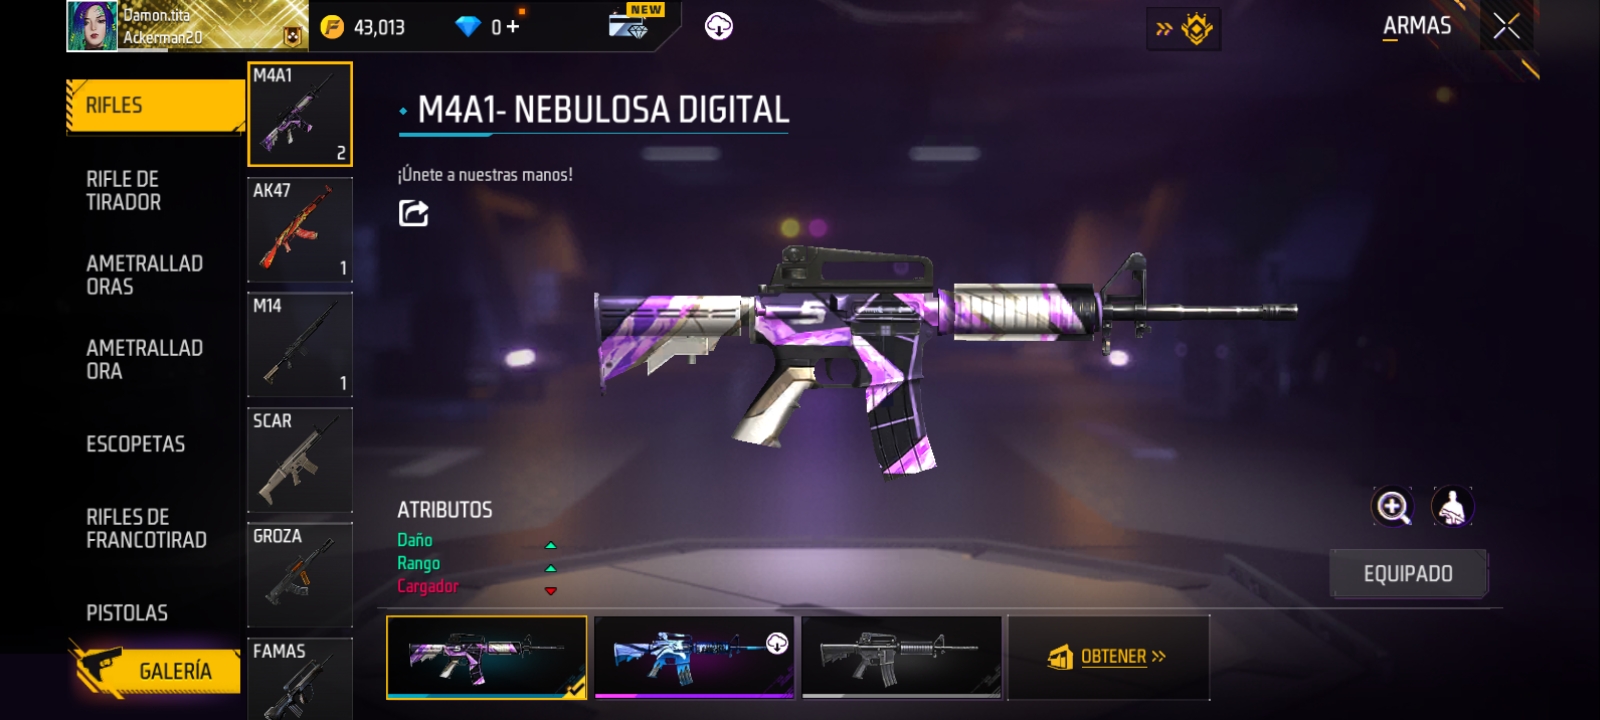 Damon.tita
Ackerman20
43,013
0 +
NEW
ARMAS
RIFLES
RIFLE DE
TIRADOR
AMETRALLAD
ORAS
AMETRALLAD
ORA
ESCOPETAS
RIFLES DE
FRANCOTIRAD
PISTOLAS
GALERÍA
M4A1
2
AK47
1
M14
1
SCAR
GROZA
FAMAS
M4A1- NEBULOSA DIGITAL
¡Únete a nuestras manos!
ATRIBUTOS
Daño
Rango
Cargador
EQUIPADO
OBTENER >>